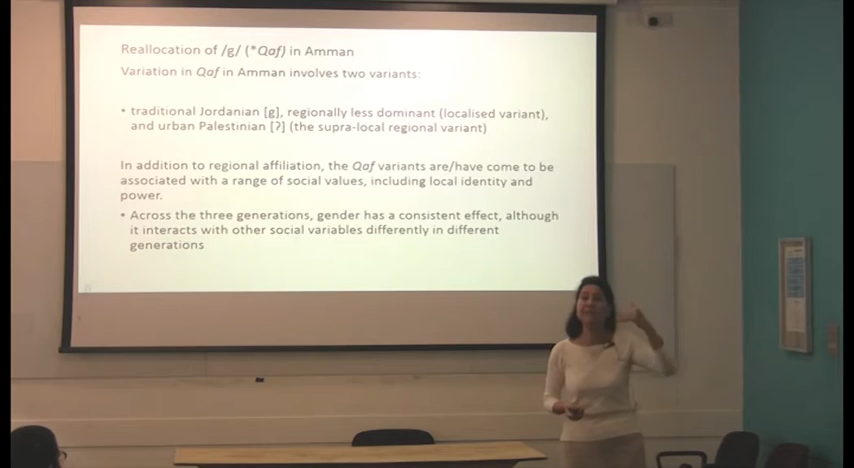 Reallocation of /g/ (*Qaf) in Amman
Variation in Qaf in Amman involves two variants:
• traditional Jordanian [g], regionally less dominant (localised variant),
and urban Palestinian [ʔ] (the supra-local regional variant)
In addition to regional affiliation, the Qaf variants are/have come to be
associated with a range of social values, including local identity and
power.
• Across the three generations, gender has a consistent effect, although
it interacts with other social variables differently in different
generations